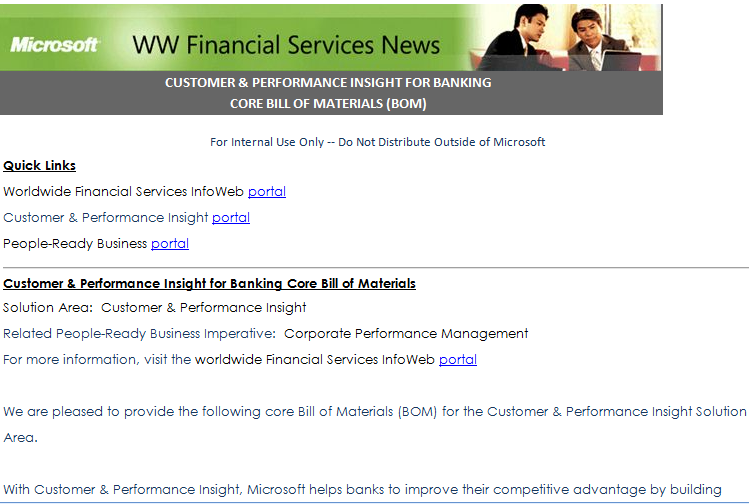 Microsoft WW Financial Services News
CUSTOMER & PERFORMANCE INSIGHT FOR BANKING
CORE BILL OF MATERIALS (BOM)
For Internal Use Only -- Do Not Distribute Outside of Microsoft
Quick Links
Worldwide Financial Services InfoWeb portal
Customer & Performance Insight portal
People-Ready Business portal
Customer & Performance Insight for Banking Core Bill of Materials
Solution Area: Customer & Performance Insight
Related People-Ready Business Imperative: Corporate Performance Management
For more information, visit the worldwide Financial Services InfoWeb portal
We are pleased to provide the following core Bill of Materials (BOM) for the Customer & Performance Insight Solution
Area.
With Customer & Performance Insight, Microsoft helps banks to improve their competitive advantage by building